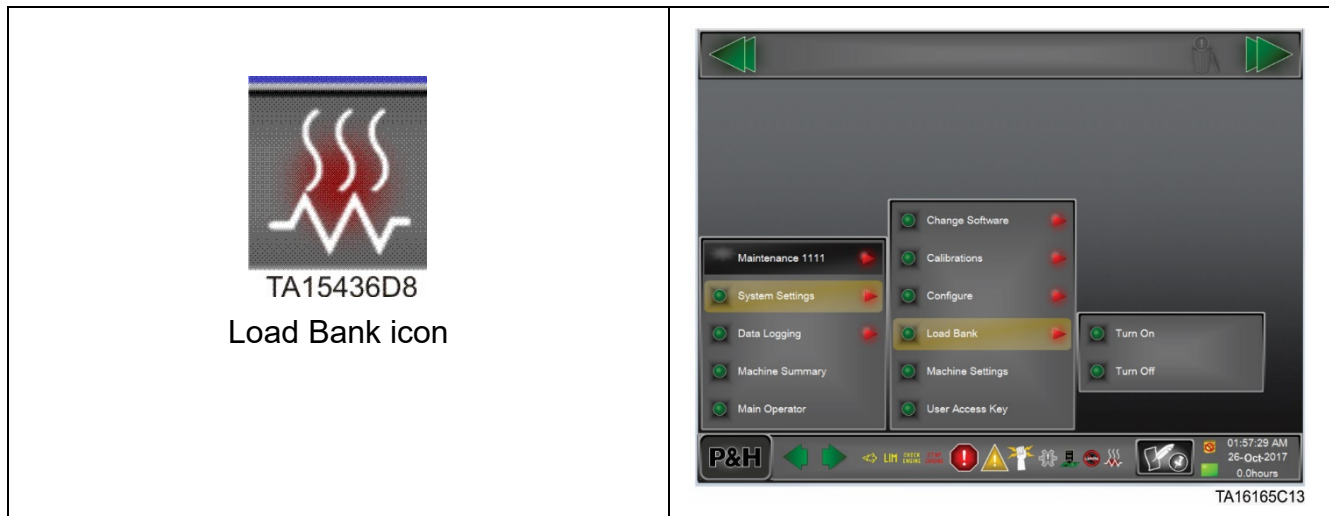 TA15436D8
Load Bank icon
Maintenance 1111
System Settings
Data Logging
Machine Summary
Main Operator
Change Software
Calibrations
Configure
Load Bank
Machine Settings
User Access Key
Turn On
Turn Off
P&H
LIM
CHECK ENGINE
01:57:29 AM
26-Oct-2017
0.0hours
TA16165C13